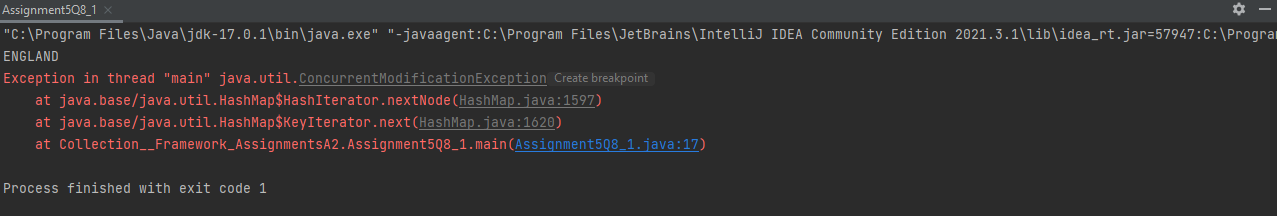 Assignment5Q8_1 ×
"C:\Program Files\Java\jdk-17.0.1\bin\java.exe" "-javaagent:C:\Program Files\JetBrains\IntelliJ IDEA Community Edition 2021.3.1\lib\idea_rt.jar=57947:C:\Program
ENGLAND
Exception in thread "main" java.util.ConcurrentModificationException Create breakpoint
    at java.base/java.util.HashMap$HashIterator.nextNode(HashMap.java:1597)
    at java.base/java.util.HashMap$KeyIterator.next(HashMap.java:1620)
    at Collection__Framework_AssignmentsA2.Assignment5Q8_1.main(Assignment5Q8_1.java:17)
Process finished with exit code 1